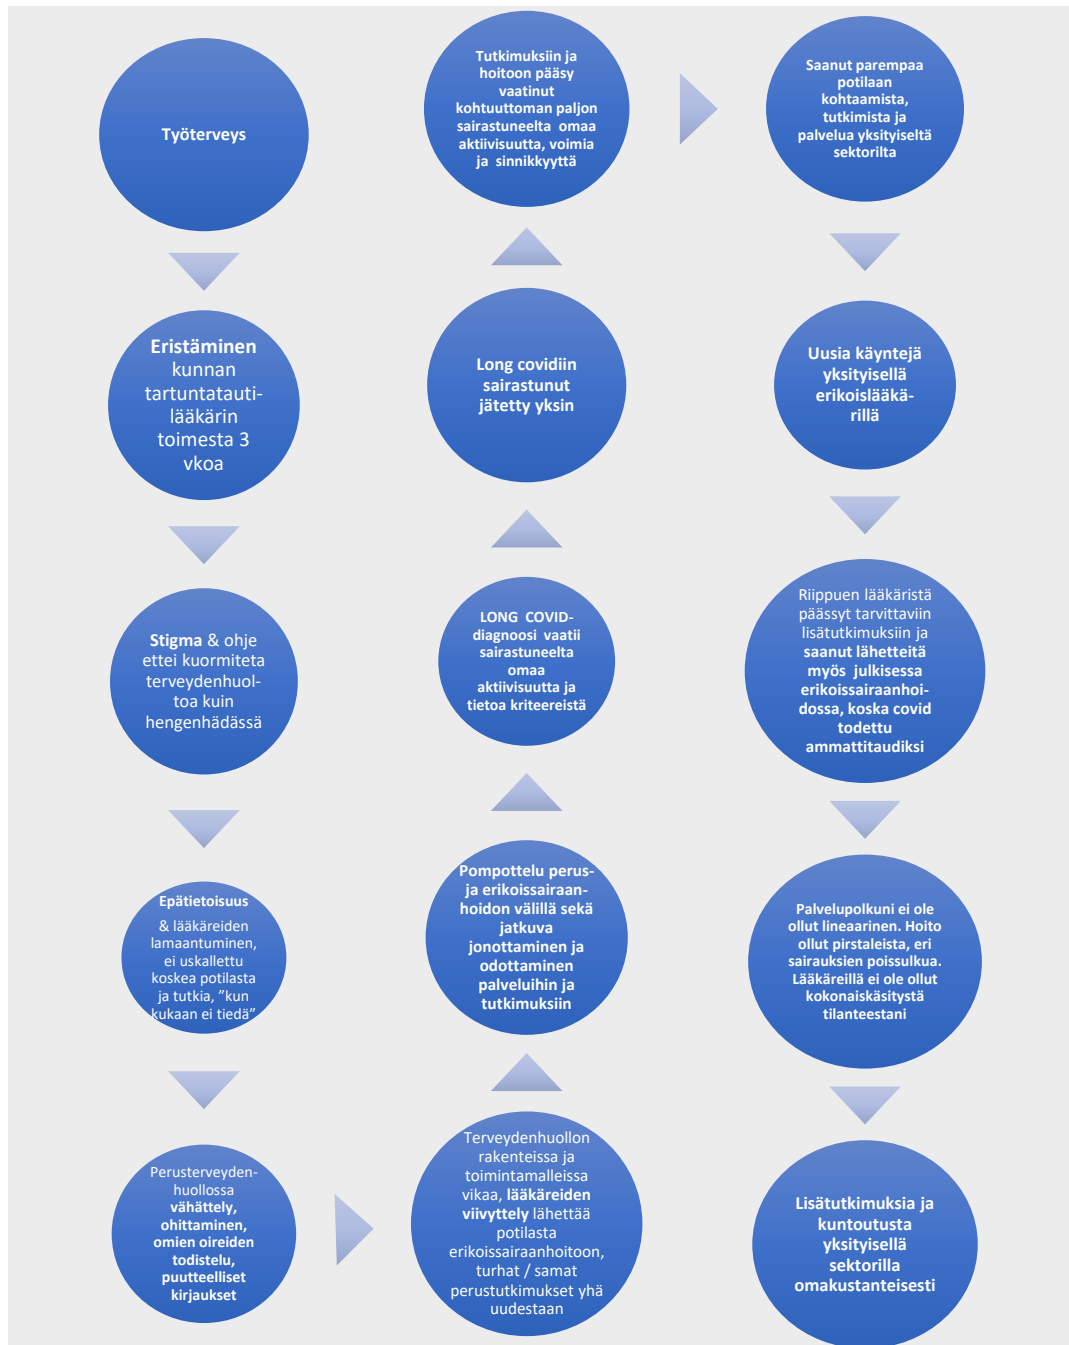 Työterveys
Eristäminen
kunnan
tartuntatauti-
lääkärin
toimesta 3
vkoa
Stigma & ohje
ettei kuormiteta
terveydenhuol-
toa kuin
hengenhädässä
Epätietoisuus
& lääkäreiden
lamaantuminen,
ei uskallettu
koskea potilasta
ja tutkia, ”kun
kukaan ei tiedä”
Perusterveyden-
huollossa
vähättely,
ohittaminen,
omien oireiden
todistelu,
puutteelliset
kirjaukset
Terveydenhuollon
rakenteissa ja
toimintamalleissa
vikaa, lääkäreiden
viivyttely lähettää
potilasta
erikoissairaanhoitoon,
turhat / samat
perustutkimukset yhä
uudestaan
Pompottelu perus-
ja erikoissairaan-
hoidon välillä sekä
jatkuva
jonottaminen ja
odottaminen
palveluihin ja
tutkimuksiin
LONG COVID-
diagnoosi vaatii
sairastuneelta
omaa
aktiivisuutta ja
tietoa kriteereistä
Long covidiin
sairastunut
jätetty yksin
Tutkimuksiin ja
hoitoon pääsy
vaatinut
kohtuuttoman paljon
sairastuneelta omaa
aktiivisuutta, voimia
ja sinnikkyyttä
Saanut parempaa
potilaan
kohtaamista,
tutkimista ja
palvelua yksityiseltä
sektorilta
Uusia käyntejä
yksityisellä
erikoislääkä-
rillä
Riippuen lääkäristä
päässyt tarvittaviin
lisätutkimuksiin ja
saanut lähetteitä
myös julkisessa
erikoissairaanhoi-
dossa, koska covid
todettu
ammattitaudiksi
Palvelupolkuni ei ole
ollut lineaarinen. Hoito
ollut pirstaleista, eri
sairauksien poissulkua.
Lääkäreillä ei ole ollut
kokonaiskäsitystä
tilanteestani
Lisätutkimuksia ja
kuntoutusta
yksityisellä
sektorilla
omakustanteisesti